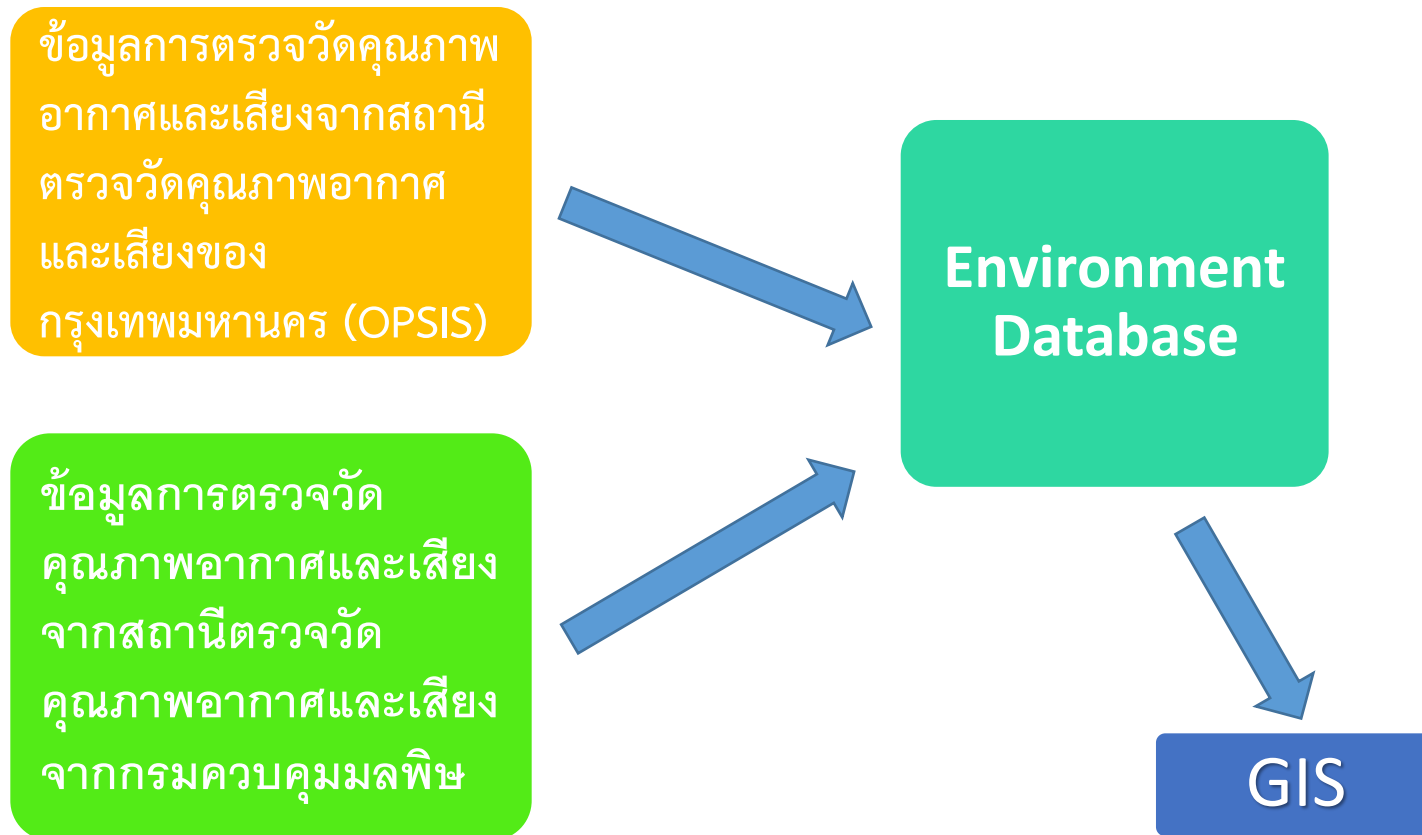 ข้อมูลการตรวจวัดคุณภาพ
อากาศและเสียงจากสถานี
ตรวจวัดคุณภาพอากาศ
และเสียงของ
กรุงเทพมหานคร (OPSIS)
Environment
Database
ข้อมูลการตรวจวัด
คุณภาพอากาศและเสียง
จากสถานีตรวจวัด
คุณภาพอากาศและเสียง
จากกรมควบคุมมลพิษ
GIS